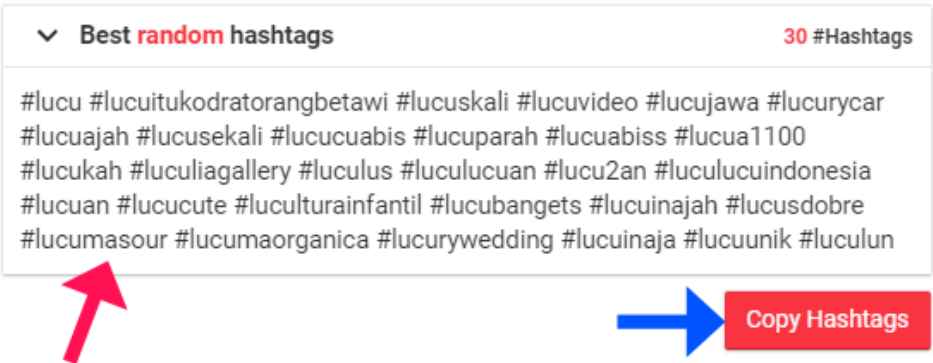 Best random hashtags
30 #Hashtags
#lucu #lucuitukodratorangbetawi #lucuskali #lucuvideo #lucujawa #lucurycar
#lucuajah #lucusekali #lucucuabis #lucuparah #lucuabiss #lucua1100
#lucukah #luculiagallery #luculus #luculucuan #lucu2an #luculucuindonesia
#lucuan #lucucute #luculturainfantil #lucubangets #lucuinajah #lucusdobre
#lucumasour #lucumaorganica #lucurywedding #lucuinaja #lucuunik #luculun
Copy Hashtags